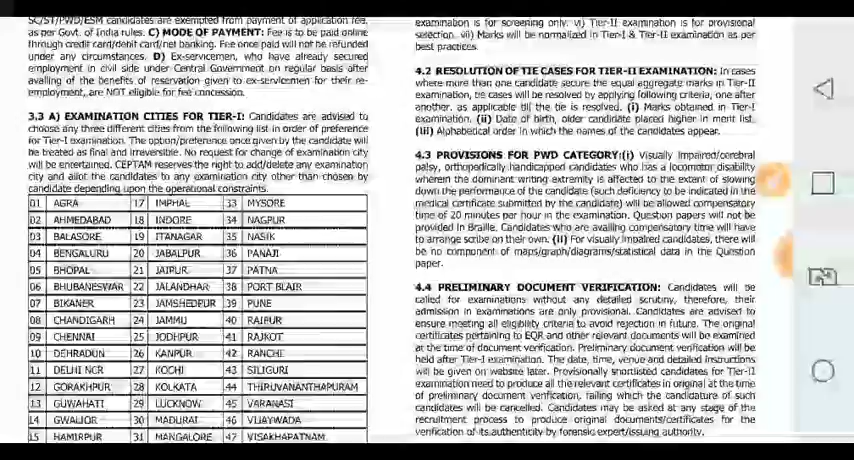 SC/ST/PWD/ESM candidates are exempted from payment of application fee,
as per Govt. of India rules. C) MODE OF PAYMENT: Fee is to be paid online
through credit card/debit card/net banking. Fee once paid will not be refunded
under any circumstances. D) Ex-servicemen, who have already secured
employment in civil side under Central Government on regular basis after
availing of the benefits of reservation given to ex-servicemen for their re-
employment, are NOT eligible for fee concession.
3.3 A) EXAMINATION CITIES FOR TIER-I: Candidates are advised to
choose any three different cities from the following list in order of preference
for Tier-I examination. The option/preference once given by the candidate will
be treated as final and irreversible. No request for change of examination city
will be entertained. CEPTAM reserves the right to add/delete any examination
city and allot the candidates to any examination city other than chosen by
candidate depending upon the operational constraints.
01 AGRA 17 IMPHAL 33 MYSORE
02 AHMEDABAD 18 INDORE 34 NAGPUR
03 BALASORE 19 ITANAGAR 35 NASIK
04 BENGALURU 20 JABALPUR 36 PANAJI
05 BHOPAL 21 JAIPUR 37 PATNA
06 BHUBANESWAR 22 JALANDHAR 38 PORT BLAIR
07 BIKANER 23 JAMSHEDPUR 39 PUNE
08 CHANDIGARH 24 JAMMU 40 RAIPUR
09 CHENNAI 25 JODHPUR 41 RAJKOT
10 DEHRADUN 26 KANPUR 42 RANCHI
11 DELHI NCR 27 KOCHI 43 SILIGURI
12 GORAKHPUR 28 KOLKATA 44 THIRUVANANTHAPURAM
13 GUWAHATI 29 LUCKNOW 45 VARANASI
14 GWALIOR 30 MADURAI 46 VIJAYWADA
15 HAMIRPUR 31 MANGALORE 47 VISAKHAPATNAM
examination is for screening only. vi) Tier-II examination is for provisional
selection. vii) Marks will be normalized in Tier-I & Tier-II examination as per
best practices.
4.2 RESOLUTION OF TIE CASES FOR TIER-II EXAMINATION: In cases
where more than one candidate secure the equal aggregate marks in Tier-II
examination, tie cases will be resolved by applying following criteria, one after
another, as applicable till the tie is resolved. (i) Marks obtained in Tier-I
examination. (ii) Date of birth, older candidate placed higher in merit list.
(iii) Alphabetical order in which the names of the candidates appear.
4.3 PROVISIONS FOR PWD CATEGORY:(i) Visually impaired/cerebral
palsy, orthopedically handicapped candidates who has a locomotor disability
wherein the dominant writing extremity is affected to the extent of slowing
down the performance of the candidate (such deficiency to be indicated in the
medical certificate submitted by the candidate) will be allowed compensatory
time of 20 minutes per hour in the examination. Question papers will not be
provided in Braille. Candidates who are availing compensatory time will have
to arrange scribe on their own. (ii) For visually impaired candidates, there will
be no component of maps/graph/diagrams/statistical data in the Question
paper.
4.4 PRELIMINARY DOCUMENT VERIFICATION: Candidates will be
called for examinations without any detailed scrutiny, therefore, their
admission in examinations are only provisional. Candidates are advised to
ensure meeting all eligibility criteria to avoid rejection in future. The original
certificates pertaining to EQR and other relevant documents will be examined
at the time of document verification. Preliminary document verification will be
held after Tier-I examination. The date, time, venue and detailed instructions
will be given on website later. Provisionally shortlisted candidates for Tier-II
examination need to produce all the relevant certificates in original at the time
of preliminary document verification, failing which the candidature of such
candidates will be cancelled. Candidates may be asked at any stage of the
recruitment process to produce original documents/certificates for the
verification of its authenticity by forensic expert/issuing authority.